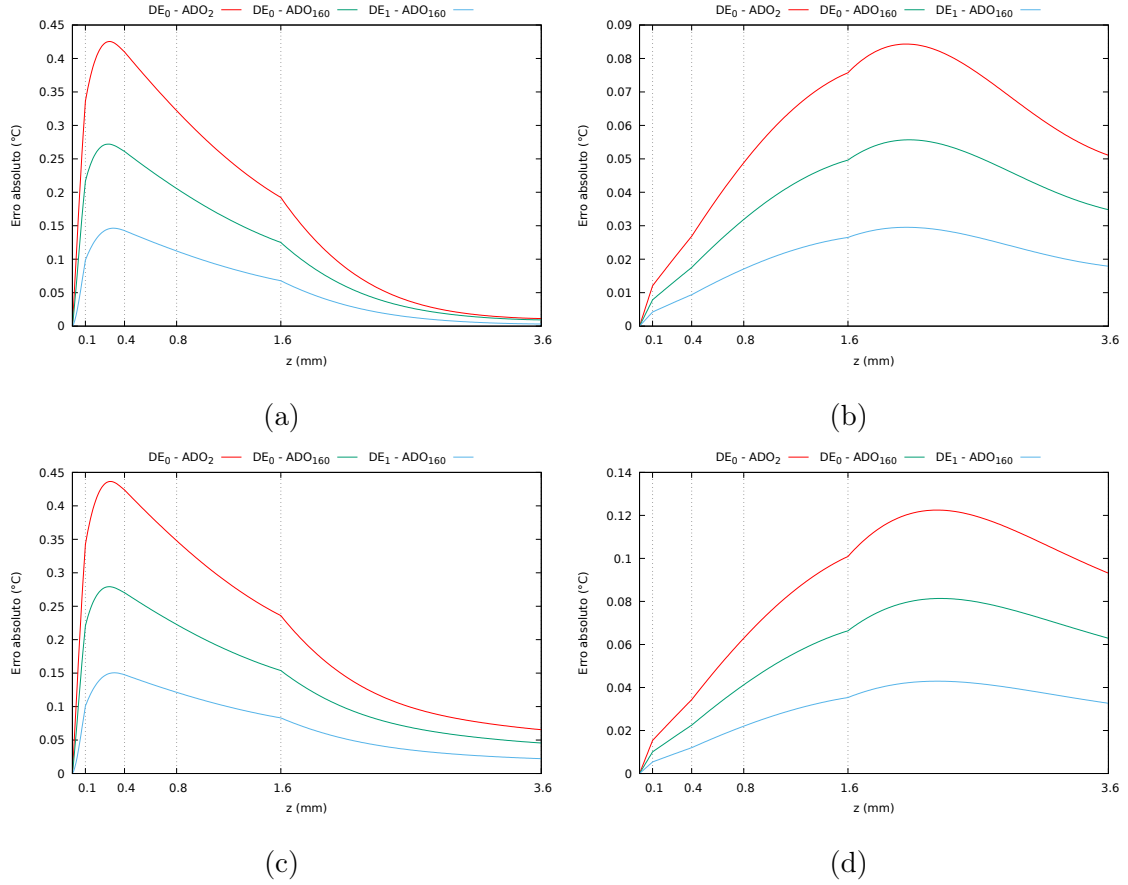 DE₀ - ADO₂ DE₀ - ADO₁₆₀ DE₁ - ADO₁₆₀
0.45
0.4
0.35
0.3
0.25
0.2
0.15
0.1
0.05
0
Erro absoluto (°C)
0.1 0.4 0.8 1.6 3.6
z (mm)
(a)
DE₀ - ADO₂ DE₀ - ADO₁₆₀ DE₁ - ADO₁₆₀
0.09
0.08
0.07
0.06
0.05
0.04
0.03
0.02
0.01
0
Erro absoluto (°C)
0.1 0.4 0.8 1.6 3.6
z (mm)
(b)
DE₀ - ADO₂ DE₀ - ADO₁₆₀ DE₁ - ADO₁₆₀
0.45
0.4
0.35
0.3
0.25
0.2
0.15
0.1
0.05
0
Erro absoluto (°C)
0.1 0.4 0.8 1.6 3.6
z (mm)
(c)
DE₀ - ADO₂ DE₀ - ADO₁₆₀ DE₁ - ADO₁₆₀
0.14
0.12
0.1
0.08
0.06
0.04
0.02
0
Erro absoluto (°C)
0.1 0.4 0.8 1.6 3.6
z (mm)
(d)